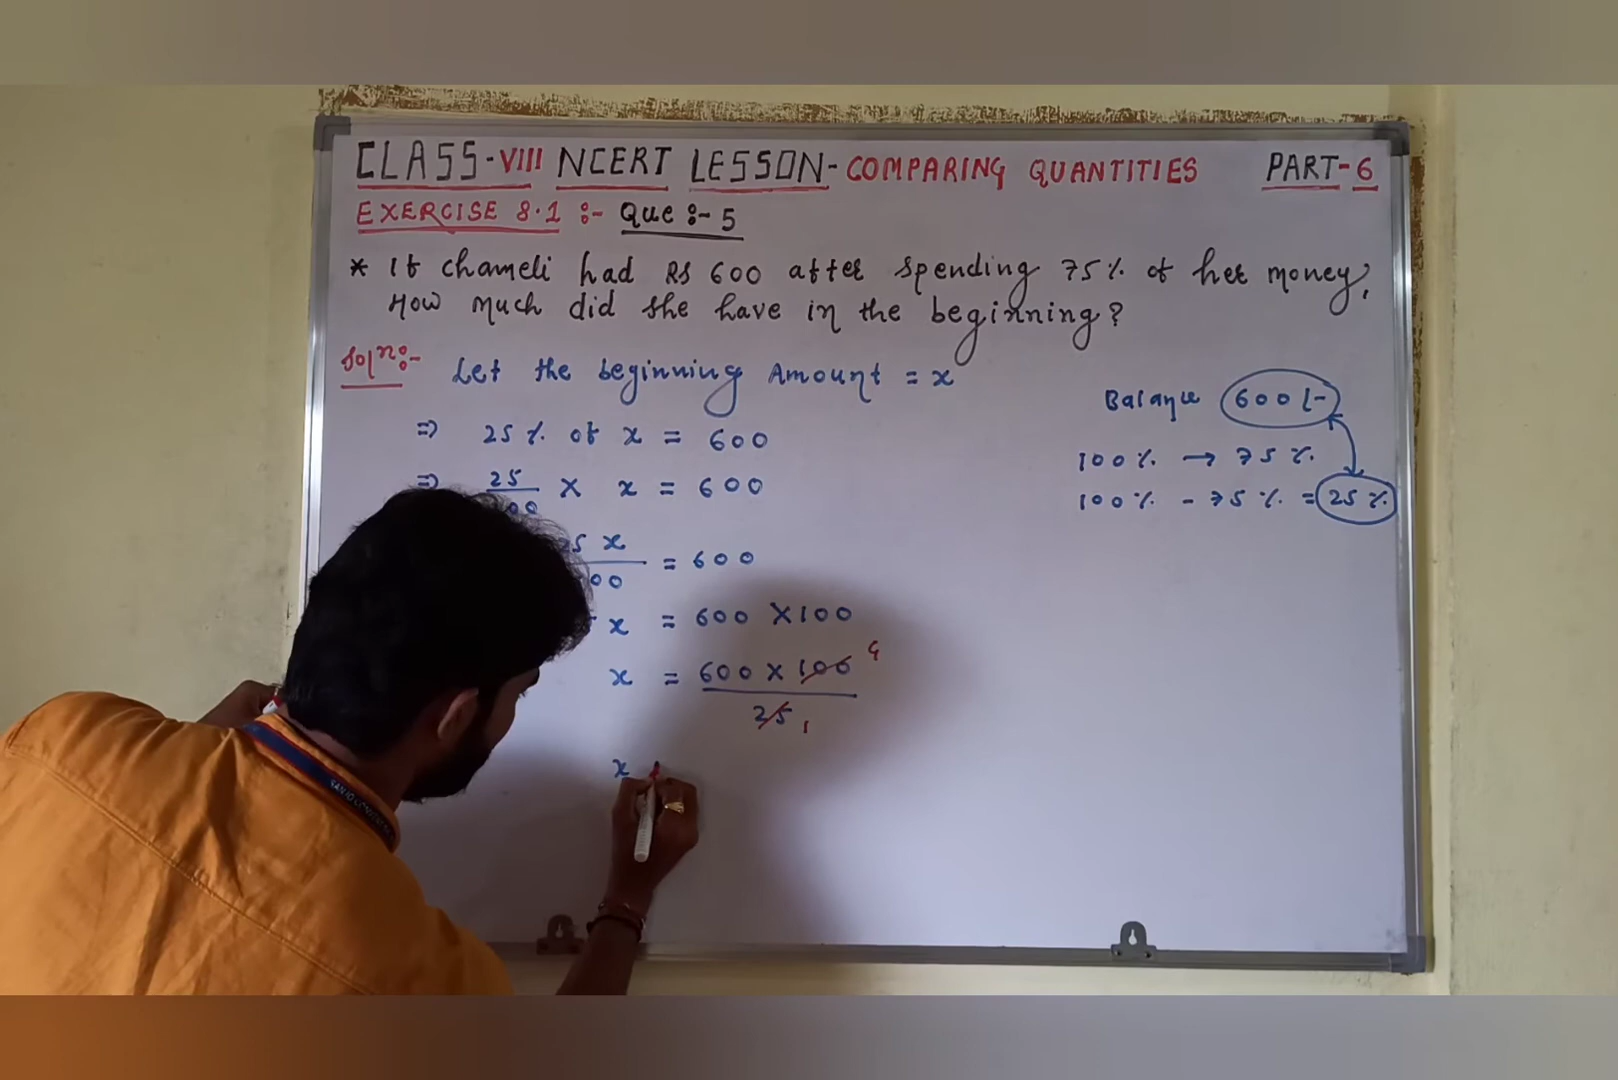 CLASS-VIII NCERT LESSON- COMPARING QUANTITIES PART-6
EXERCISE 8.1 :- Que :- 5
* If chameli had Rs 600 after spending 75% of her money,
How much did she have in the beginning?
Soln:- Let the beginning Amount = x
⇒ 25% of x = 600
⇒ 25/00 × x = 600
5x/00 = 600
x = 600 × 100
x = 600 × 100 4
25 1
x
Balance 600/-
100% → 75%
100% - 75% = 25%